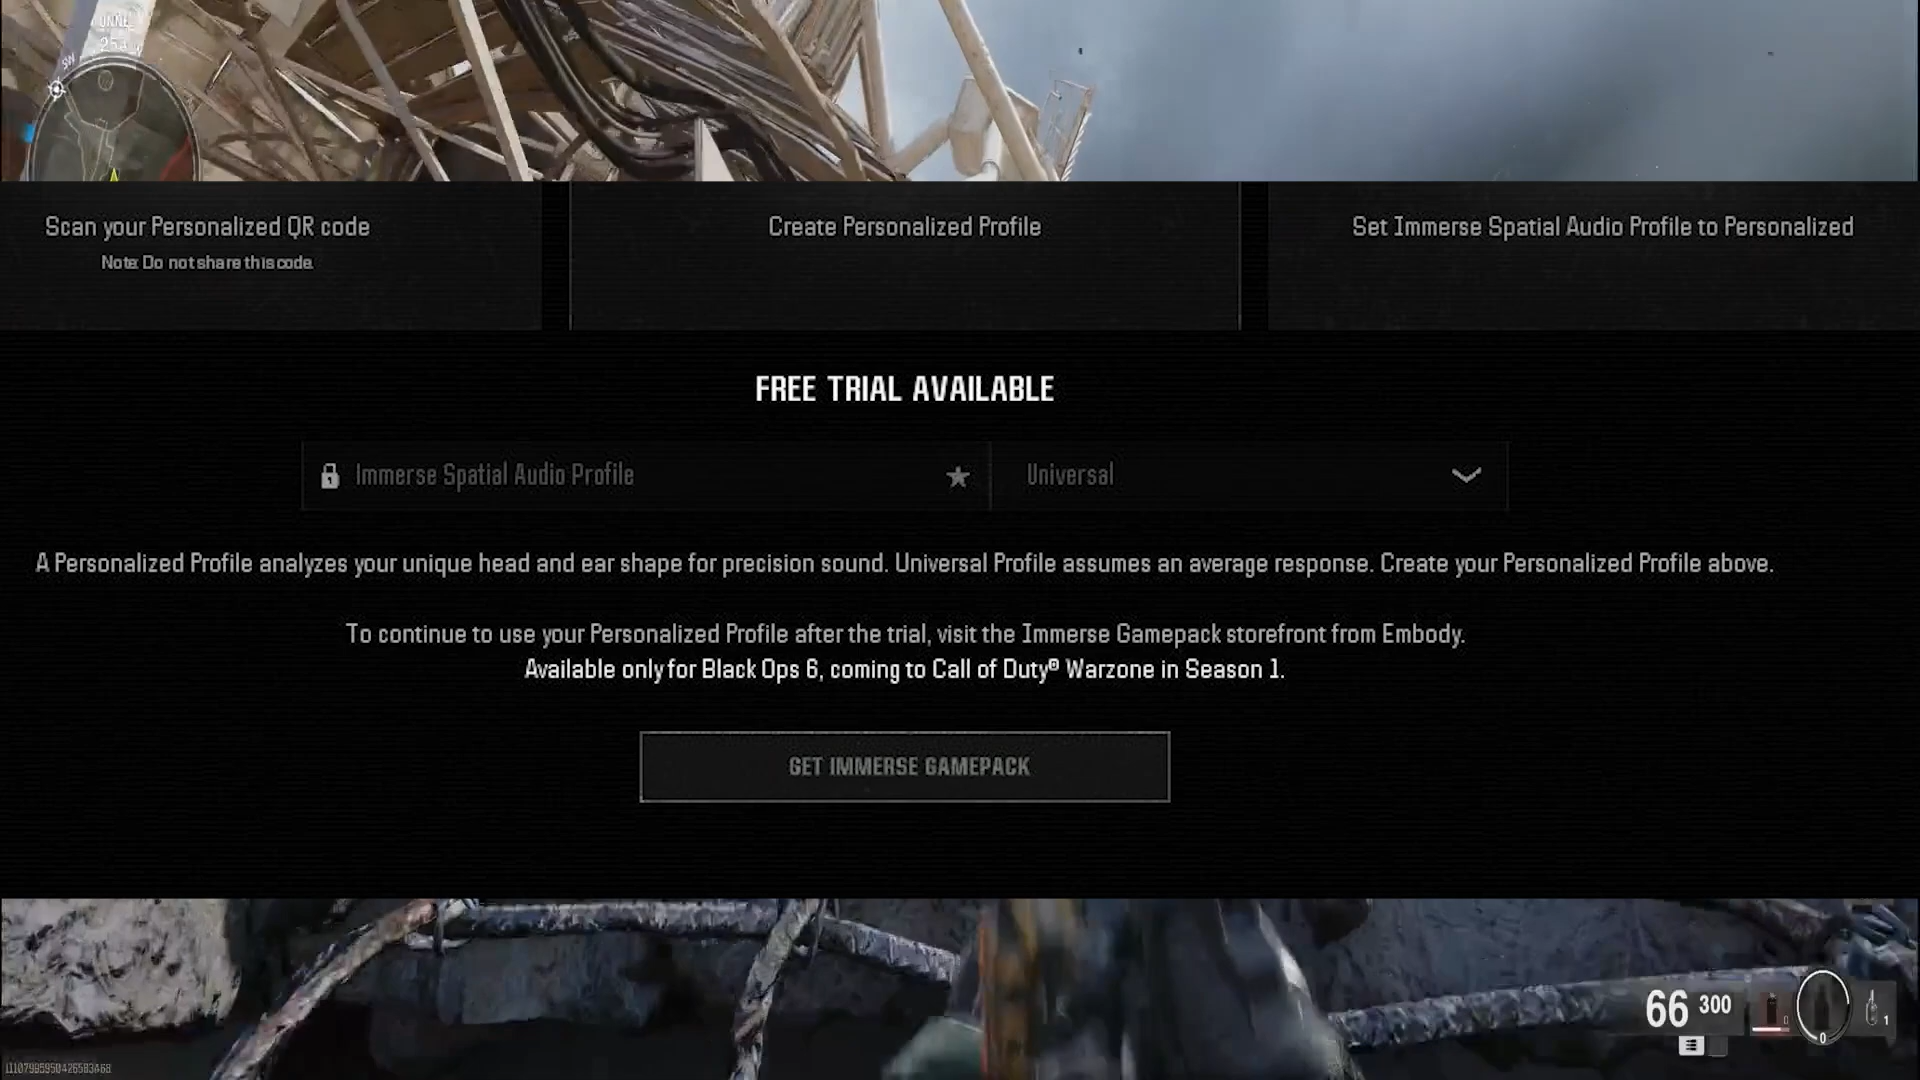 SW
Scan your Personalized QR code
Note: Do not share this code.
Create Personalized Profile
Set Immerse Spatial Audio Profile to Personalized
FREE TRIAL AVAILABLE
Immerse Spatial Audio Profile
Universal
A Personalized Profile analyzes your unique head and ear shape for precision sound. Universal Profile assumes an average response. Create your Personalized Profile above.
To continue to use your Personalized Profile after the trial, visit the Immerse Gamepack storefront from Embody.
Available only for Black Ops 6, coming to Call of Duty® Warzone in Season 1.
GET IMMERSE GAMEPACK
66 300
0
0
1